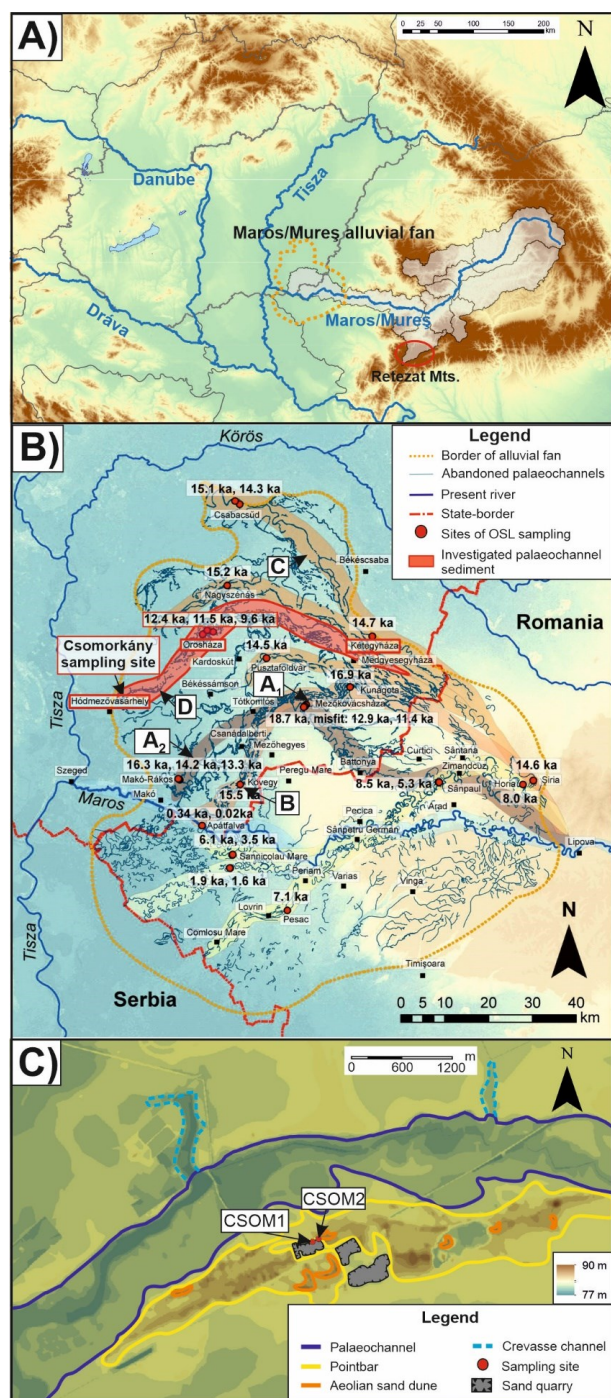 A)
0 25 50 100 150 200
km
N
Danube
Tisza
Maros/Mureş alluvial fan
Dráva
Maros/Mureş
Retezat Mts.
B)
Körös
Legend
Border of alluvial fan
Abandoned palaeochannels
Present river
State-border
Sites of OSL sampling
Investigated palaeochannel
sediment
15.1 ka, 14.3 ka
Csabacsűd
C
Békéscsaba
15.2 ka
Nagyszénás
Romania
12.4 ka, 11.5 ka, 9.6 ka
Orosháza
14.7 ka
Kétegyháza
Csomorkány
sampling site
Kardoskút
14.5 ka
Pusztaföldvár
Medgyesegyháza
A1
16.9 ka
Kunágota
Hódmezővásárhely
D
Békéssámson
Tótkomlós
Mezőkovácsháza
18.7 ka, misfit: 12.9 ka, 11.4 ka
Tisza
A2
Csanádalberti
Mezőhegyes
Battonya
Curtici
Sântana
16.3 ka, 14.2 ka, 13.3 ka
Zimandcuz
14.6 ka
Szeged
Makó-Rákos
Kövegy
Peregu Mare
8.5 ka, 5.3 ka
Sânpaul
Horia
Şiria
Maros
Makó
15.5 ka
B
Pecica
Arad
8.0 ka
0.34 ka, 0.02ka
Apátfalva
Sânpetru German
Lipova
6.1 ka, 3.5 ka
Sannicolau Mare
Periam
Varias
Vinga
1.9 ka, 1.6 ka
7.1 ka
Lovrin
Pesac
Comloşu Mare
N
Tisza
Timişoara
Serbia
0 5 10 20 30 40
km
C)
m
0 600 1200
N
CSOM2
CSOM1
90 m
77 m
Legend
Palaeochannel
Crevasse channel
Pointbar
Sampling site
Aeolian sand dune
Sand quarry